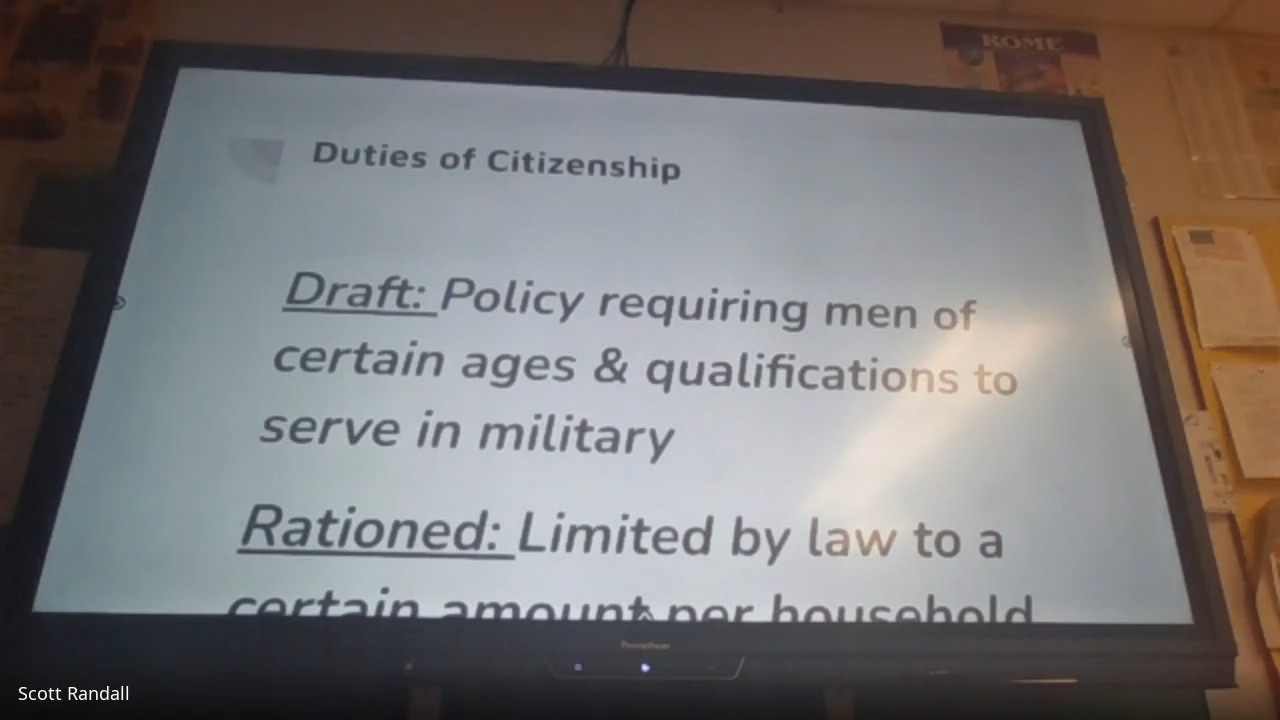 ROME
Duties of Citizenship
Draft: Policy requiring men of
certain ages & qualifications to
serve in military
Rationed: Limited by law to a
certain amount per household
Promethean
Scott Randall